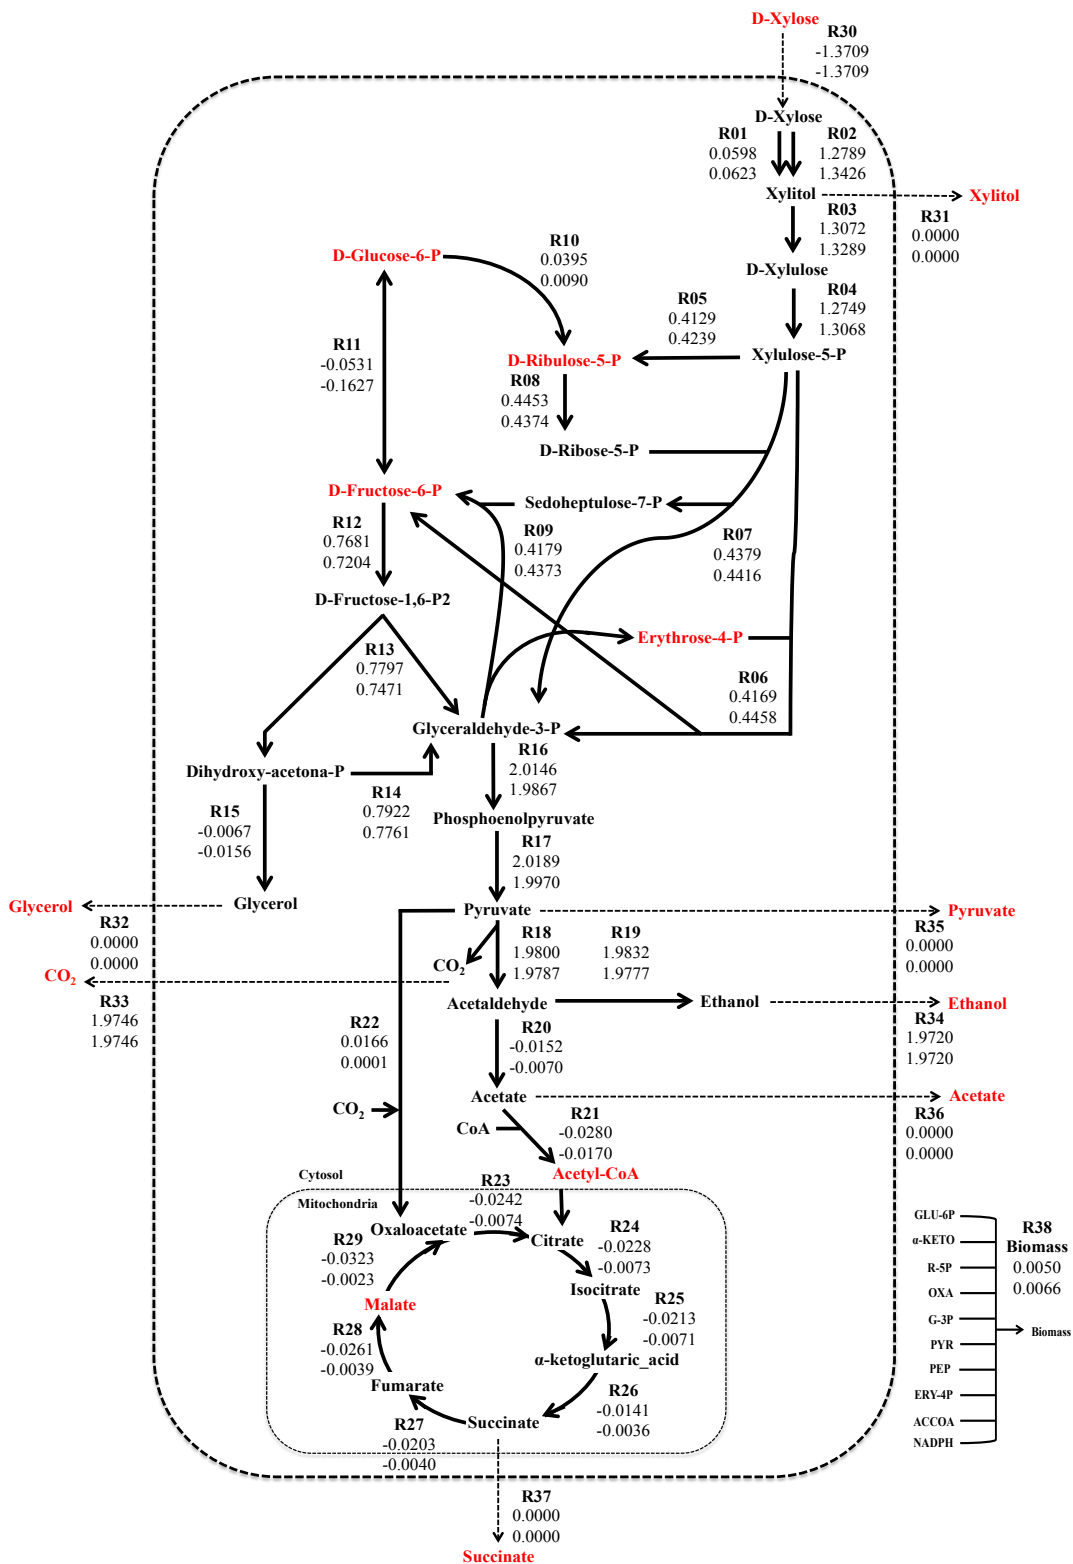 D-Xylose
R30
-1.3709
-1.3709
D-Xylose
R01
0.0598
0.0623
R02
1.2789
1.3426
Xylitol
Xylitol
R31
0.0000
0.0000
R03
1.3072
1.3289
D-Xylulose
R04
1.2749
1.3068
Xylulose-5-P
R05
0.4129
0.4239
D-Glucose-6-P
R10
0.0395
0.0090
R11
-0.0531
-0.1627
D-Ribulose-5-P
R08
0.4453
0.4374
D-Ribose-5-P
D-Fructose-6-P
Sedoheptulose-7-P
R12
0.7681
0.7204
R09
0.4179
0.4373
R07
0.4379
0.4416
D-Fructose-1,6-P2
Erythrose-4-P
R13
0.7797
0.7471
R06
0.4169
0.4458
Glyceraldehyde-3-P
Dihydroxy-acetona-P
R14
0.7922
0.7761
R16
2.0146
1.9867
R15
-0.0067
-0.0156
Phosphoenolpyruvate
R17
2.0189
1.9970
Glycerol
Glycerol
R32
0.0000
0.0000
Pyruvate
Pyruvate
R35
0.0000
0.0000
R18
1.9800
1.9787
R19
1.9832
1.9777
CO2
CO2
R33
1.9746
1.9746
Acetaldehyde
Ethanol
Ethanol
R34
1.9720
1.9720
R22
0.0166
0.0001
R20
-0.0152
-0.0070
Acetate
Acetate
R36
0.0000
0.0000
CO2
CoA
R21
-0.0280
-0.0170
Acetyl-CoA
Cytosol
Mitochondria
R23
-0.0242
-0.0074
Oxaloacetate
Citrate
R24
-0.0228
-0.0073
R29
-0.0323
-0.0023
Isocitrate
Malate
R25
-0.0213
-0.0071
R28
-0.0261
-0.0039
α-ketoglutaric_acid
Fumarate
R26
-0.0141
-0.0036
Succinate
R27
-0.0203
-0.0040
R37
0.0000
0.0000
Succinate
GLU-6P
α-KETO
R-5P
OXA
G-3P
PYR
PEP
ERY-4P
ACCOA
NADPH
R38
Biomass
0.0050
0.0066
Biomass